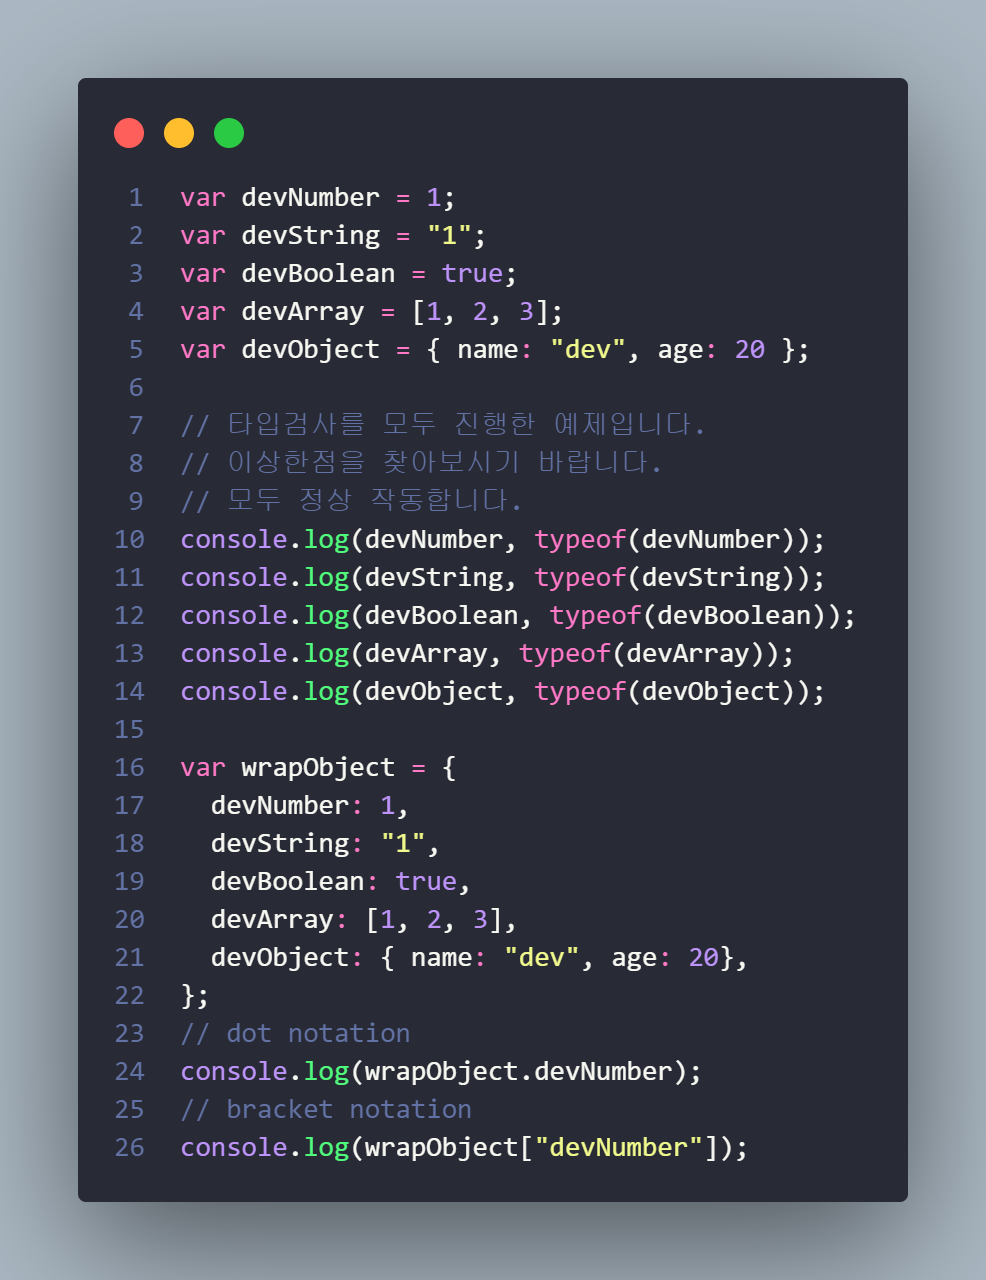 1 var devNumber = 1;
2 var devString = "1";
3 var devBoolean = true;
4 var devArray = [1, 2, 3];
5 var devObject = { name: "dev", age: 20 };
6
7 // 타입검사를 모두 진행한 예제입니다.
8 // 이상한점을 찾아보시기 바랍니다.
9 // 모두 정상 작동합니다.
10 console.log(devNumber, typeof(devNumber));
11 console.log(devString, typeof(devString));
12 console.log(devBoolean, typeof(devBoolean));
13 console.log(devArray, typeof(devArray));
14 console.log(devObject, typeof(devObject));
15
16 var wrapObject = {
17   devNumber: 1,
18   devString: "1",
19   devBoolean: true,
20   devArray: [1, 2, 3],
21   devObject: { name: "dev", age: 20},
22 };
23 // dot notation
24 console.log(wrapObject.devNumber);
25 // bracket notation
26 console.log(wrapObject["devNumber"]);